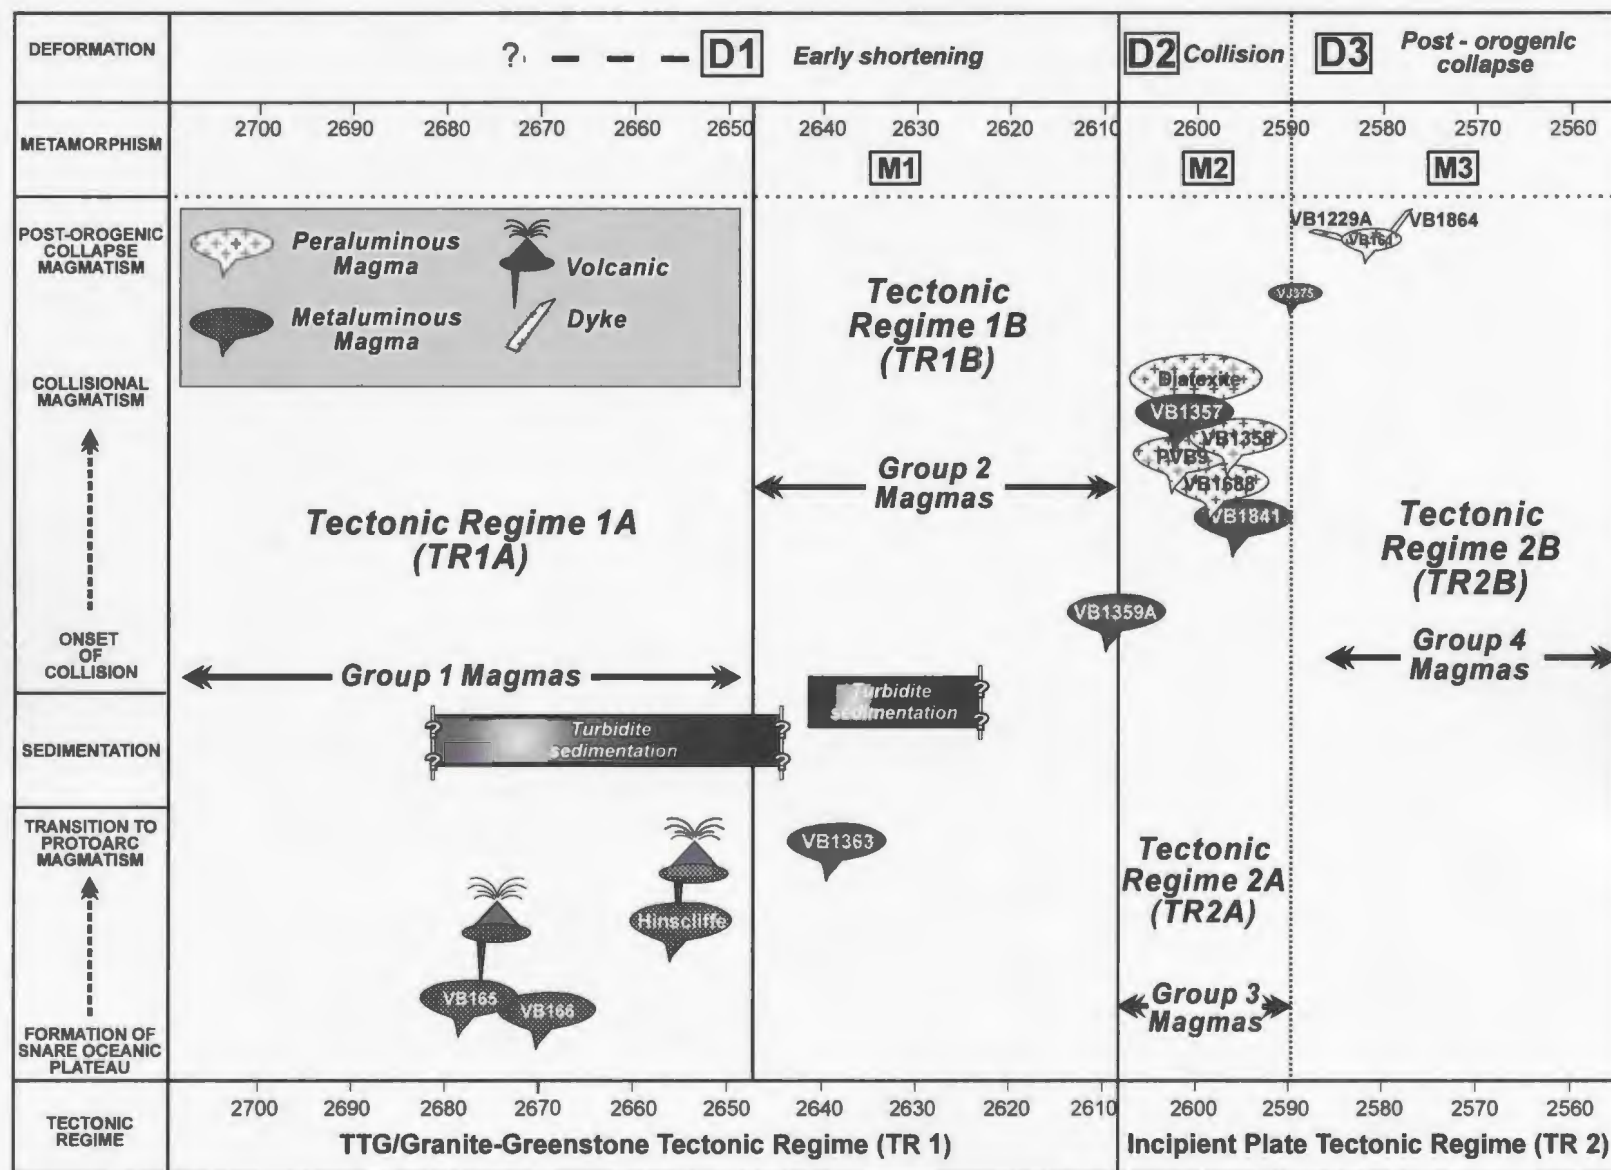 DEFORMATION
? D1 Early shortening
D2 Collision
D3 Post - orogenic
collapse
2700 2690 2680 2670 2660 2650 2640 2630 2620 2610 2600 2590 2580 2570 2560
METAMORPHISM
M1 M2 M3
POST-OROGENIC
COLLAPSE
MAGMATISM
Peraluminous
Magma
Volcanic
Metaluminous
Magma
Dyke
Tectonic
Regime 1B
(TR1B)
VB1229A
VB1864
VB161
VJ375
COLLISIONAL
MAGMATISM
Diatexite
VB1357
VB1358
PVB9
VB1688
VB1841
Group 2
Magmas
Tectonic Regime 1A
(TR1A)
Tectonic
Regime 2B
(TR2B)
VB1359A
ONSET
OF
COLLISION
Group 1 Magmas
Group 4
Magmas
Turbidite
sedimentation
? ?
SEDIMENTATION
Turbidite
sedimentation
? ? ? ?
TRANSITION TO
PROTOARC
MAGMATISM
VB1363
Hinscliffe
VB165
VB166
Tectonic
Regime 2A
(TR2A)
Group 3
Magmas
FORMATION OF
SNARE OCEANIC
PLATEAU
2700 2690 2680 2670 2660 2650 2640 2630 2620 2610 2600 2590 2580 2570 2560
TECTONIC
REGIME
TTG/Granite-Greenstone Tectonic Regime (TR 1)
Incipient Plate Tectonic Regime (TR 2)